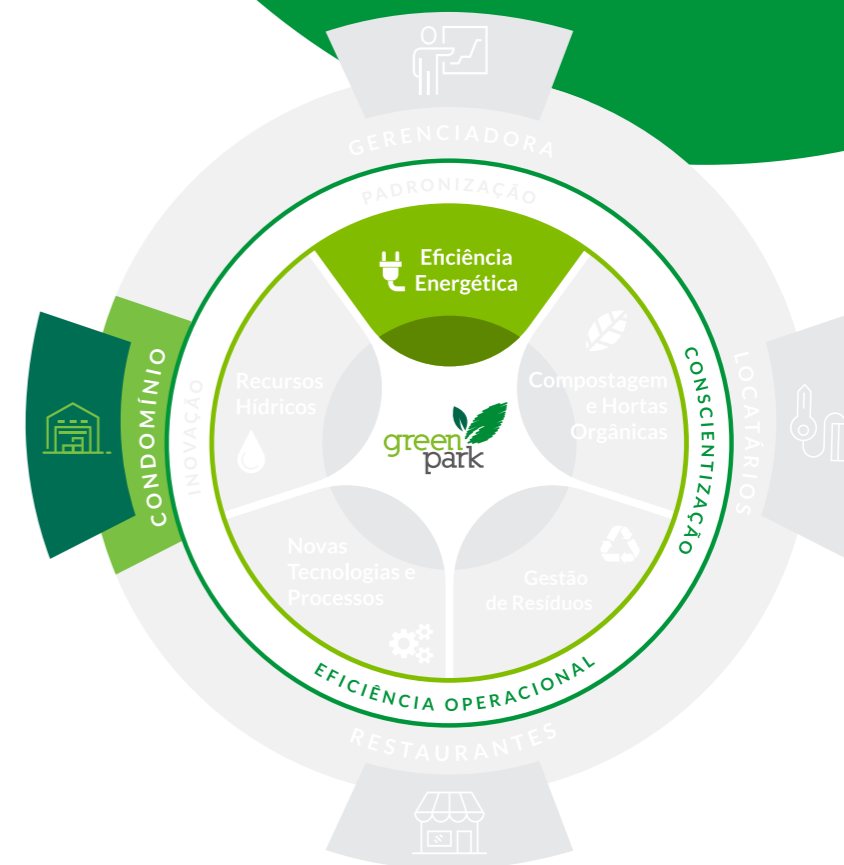 GERENCIADORA
PADRONIZAÇÃO
Eficiência
Energética
CONDOMÍNIO
INOVAÇÃO
Recursos
Hídricos
Compostagem
e Hortas
Orgânicas
CONSCIENTIZAÇÃO
LOCATÁRIOS
green
park
Novas
Tecnologias e
Processos
Gestão
de Resíduos
EFICIÊNCIA OPERACIONAL
RESTAURANTES